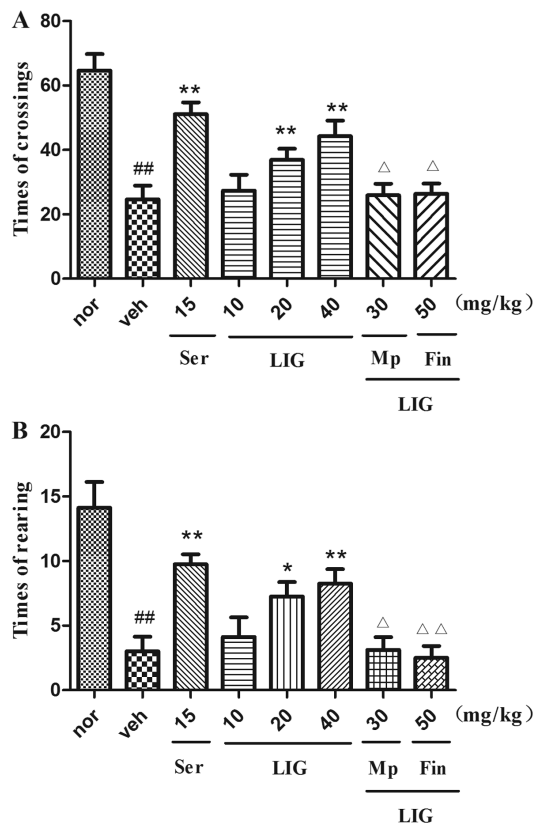 A
Times of crossings
80
60
40
20
0
##
**
**
**
△
△
nor
veh
15
10
20
40
30
50
(mg/kg)
Ser
LIG
Mp
Fin
LIG
B
Times of rearing
20
15
10
5
0
##
**
*
**
△
△ △
nor
veh
15
10
20
40
30
50
(mg/kg)
Ser
LIG
Mp
Fin
LIG